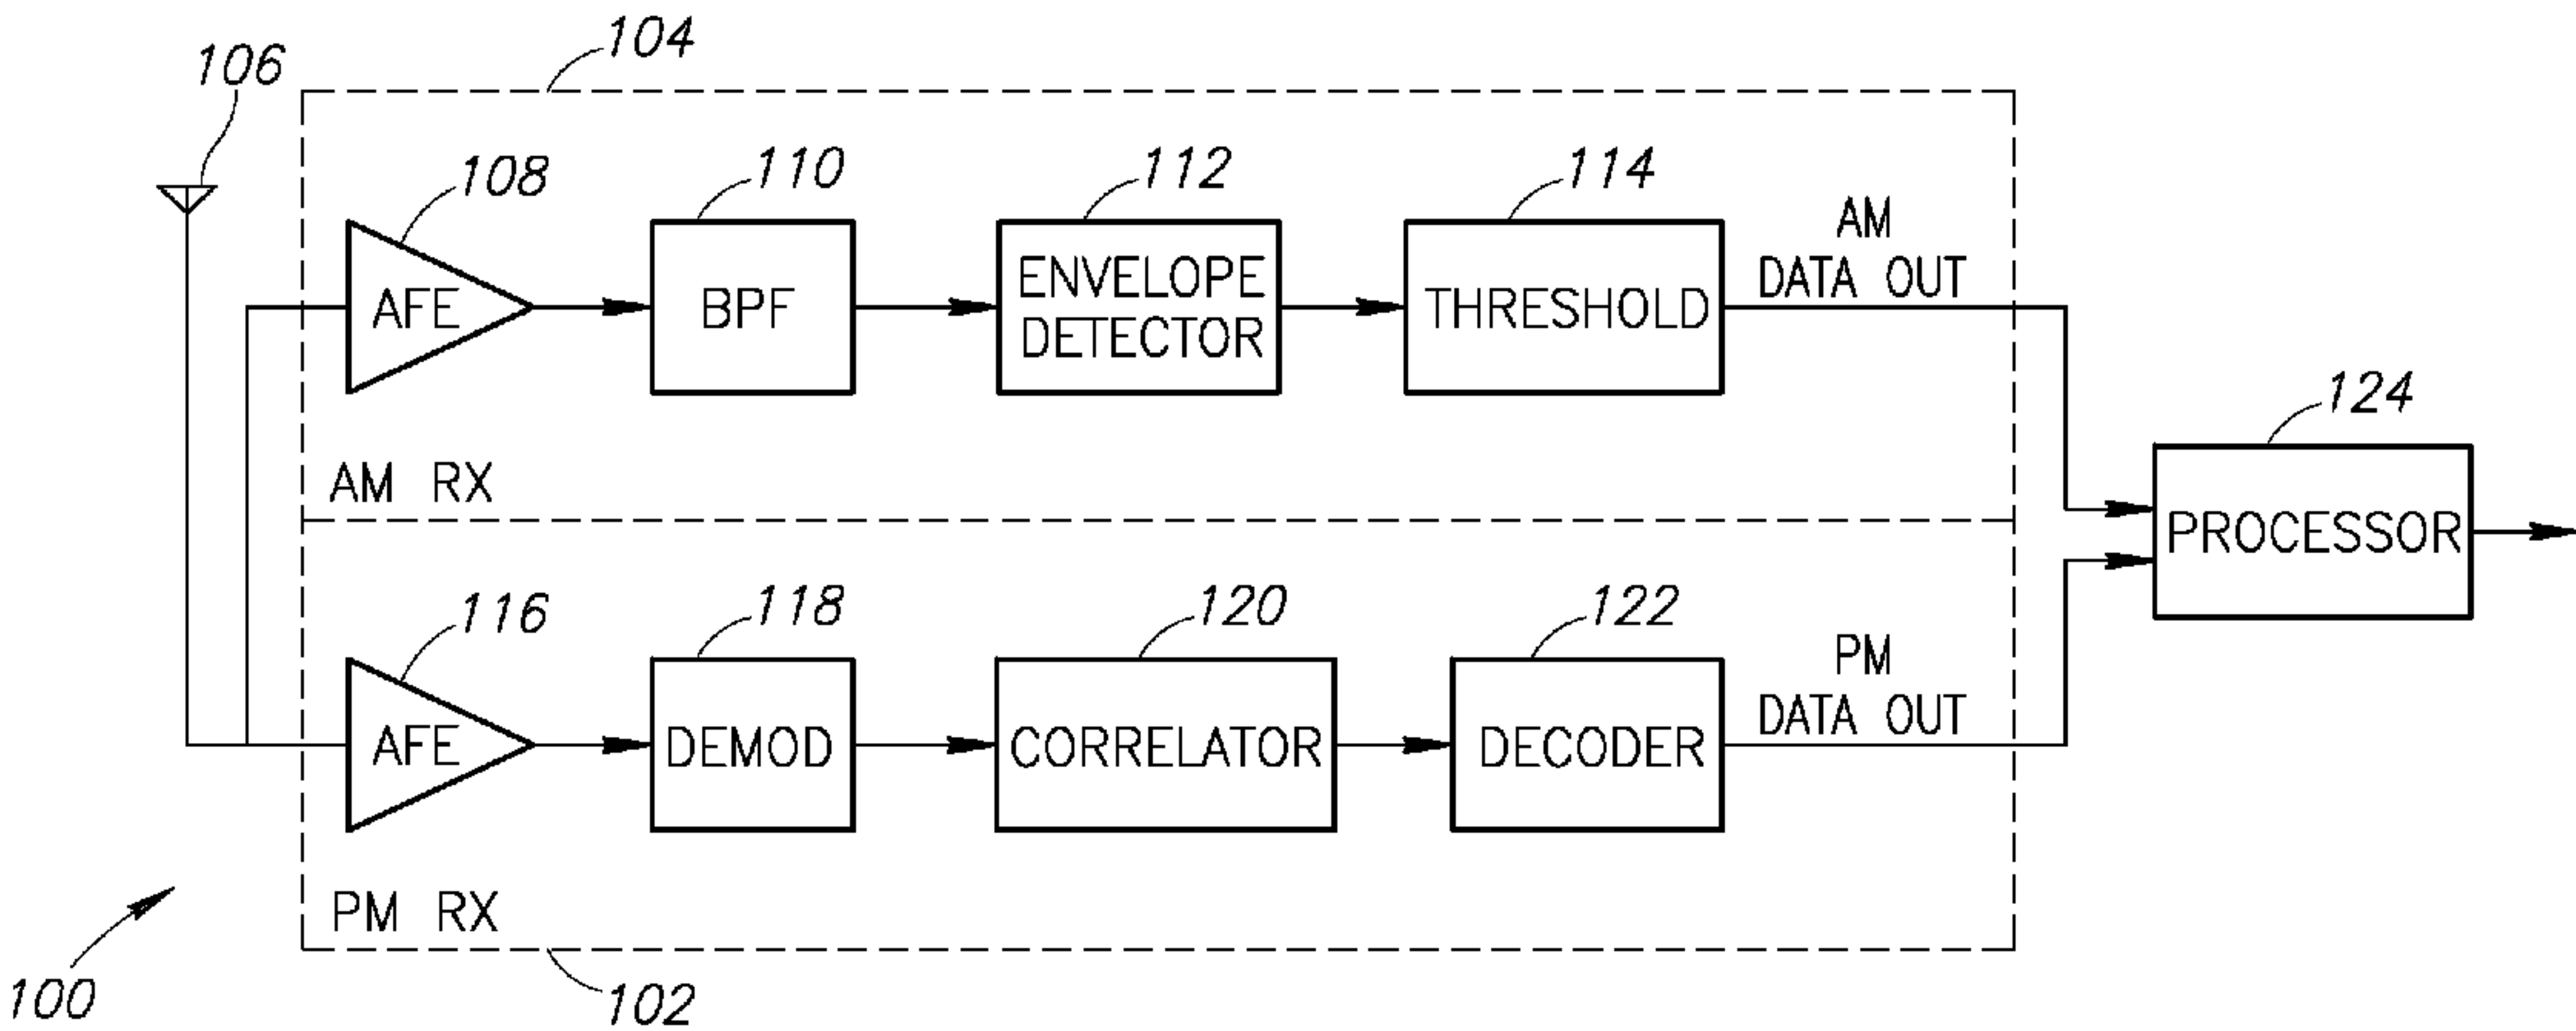 104
106
108
110
112
114
AM
DATA OUT
AFE
BPF
ENVELOPE
DETECTOR
THRESHOLD
AM RX
124
PROCESSOR
116
118
120
122
PM
DATA OUT
AFE
DEMOD
CORRELATOR
DECODER
PM RX
100
102